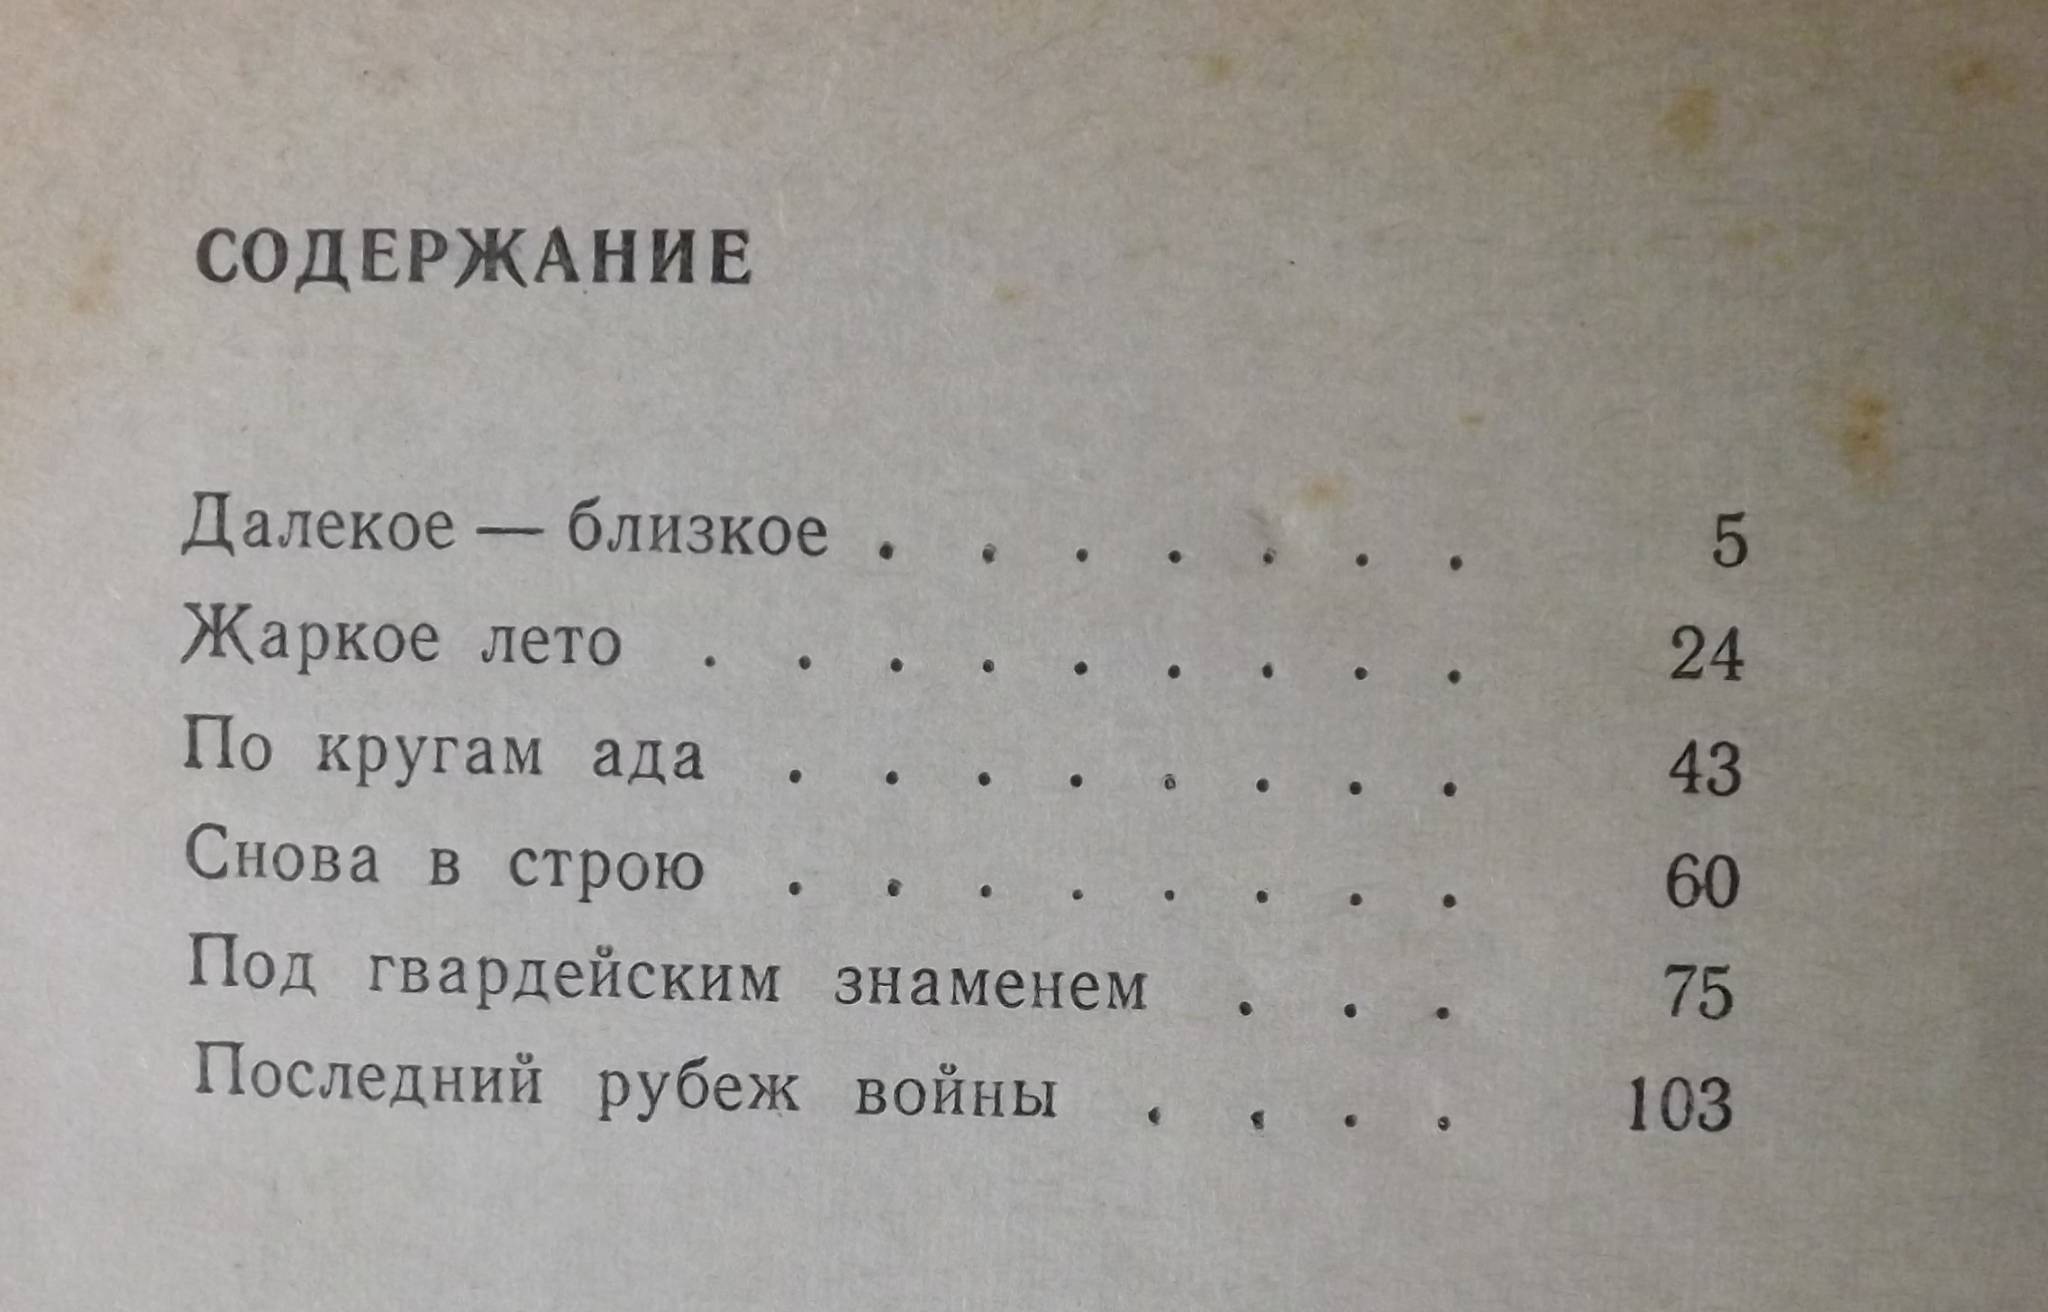 СОДЕРЖАНИЕ
Далекое — близкое . . . . . . . 5
Жаркое лето . . . . . . . . . 24
По кругам ада . . . . . . . . 43
Снова в строю . . . . . . . . 60
Под гвардейским знаменем . . . 75
Последний рубеж войны . . . . 103